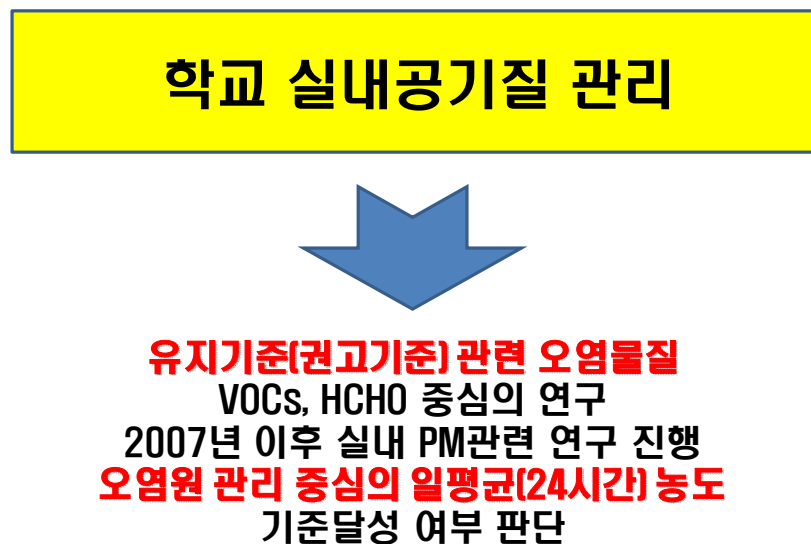 학교 실내공기질 관리
유지기준(권고기준) 관련 오염물질
VOCs, HCHO 중심의 연구
2007년 이후 실내 PM관련 연구 진행
오염원 관리 중심의 일평균(24시간) 농도
기준달성 여부 판단